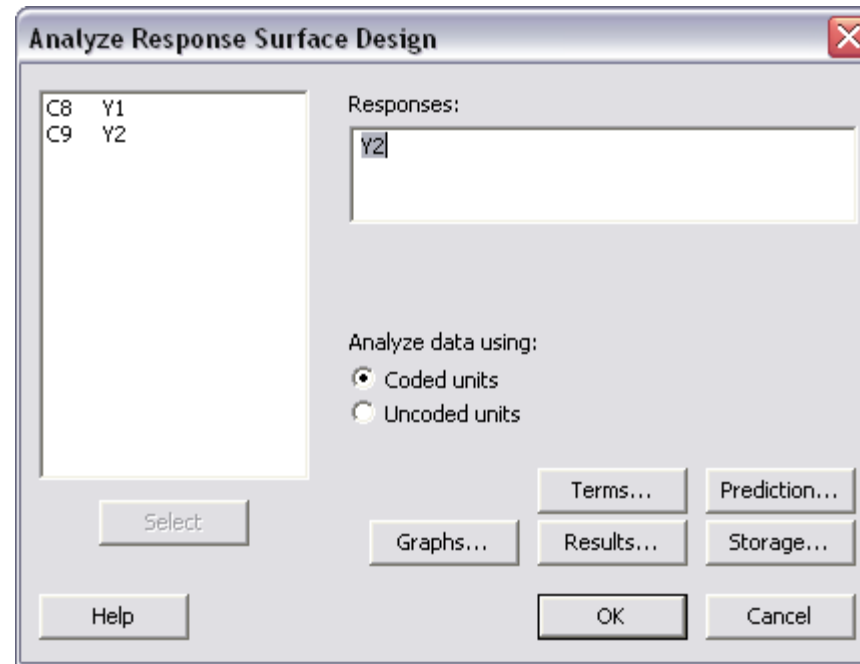 Analyze Response Surface Design
C8 Y1
C9 Y2
Responses:
Y2
Analyze data using:
Coded units
Uncoded units
Terms... Prediction...
Select
Graphs... Results... Storage...
Help OK Cancel